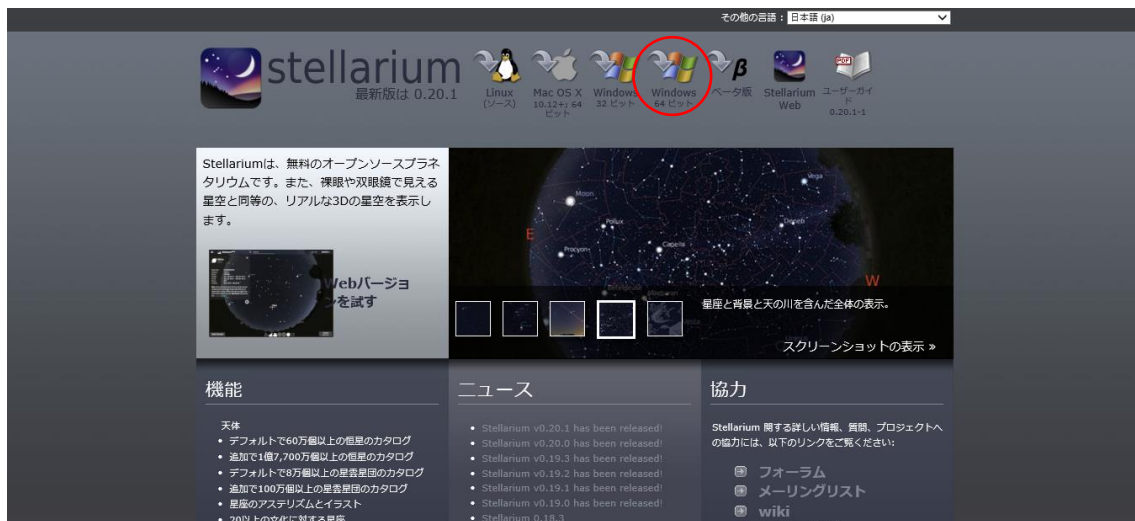 その他の言語： 日本語 (ja)
stellarium
最新版は 0.20.1
Linux
(ソース)
Mac OS X
10.12+; 64
ビット
Windows
32 ビット
Windows
64 ビット
β
ベータ版
Stellarium
Web
PDF
ユーザーガイ
ド
0.20.1-1
Stellariumは、無料のオープンソースプラネ
タリウムです。また、裸眼や双眼鏡で見える
星空と同等の、リアルな3Dの星空を表示し
ます。
Webバージョ
ンを試す
Moon
Vega
Pollux
Deneb
E
Procyon
Capella
W
星座と背景と天の川を含んだ全体の表示。
スクリーンショットの表示 »
機能
天体
デフォルトで60万個以上の恒星のカタログ
追加で1億7,700万個以上の恒星のカタログ
デフォルトで8万個以上の星雲星団のカタログ
追加で100万個以上の星雲星団のカタログ
星座のアステリズムとイラスト
20以上の文化に対する星座
ニュース
Stellarium v0.20.1 has been released!
Stellarium v0.20.0 has been released!
Stellarium v0.19.3 has been released!
Stellarium v0.19.2 has been released!
Stellarium v0.19.1 has been released!
Stellarium v0.19.0 has been released!
Stellarium 0.18.3
協力
Stellarium 関する詳しい情報、質問、プロジェクトへ
の協力には、以下のリンクをご覧ください:
フォーラム
メーリングリスト
wiki